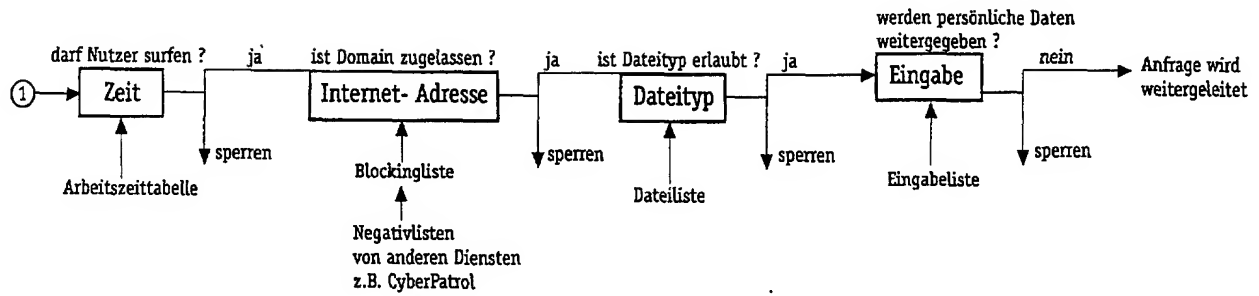 werden persönliche Daten
weitergegeben ?
darf Nutzer surfen ?
ja
ist Domain zugelassen ?
ja
ist Dateityp erlaubt ?
ja
nein
1
Zeit
Internet- Adresse
Dateityp
Eingabe
Anfrage wird
weitergeleitet
sperren
sperren
sperren
sperren
Arbeitszeittabelle
Blockingliste
Dateiliste
Eingabeliste
Negativlisten
von anderen Diensten
z.B. CyberPatrol